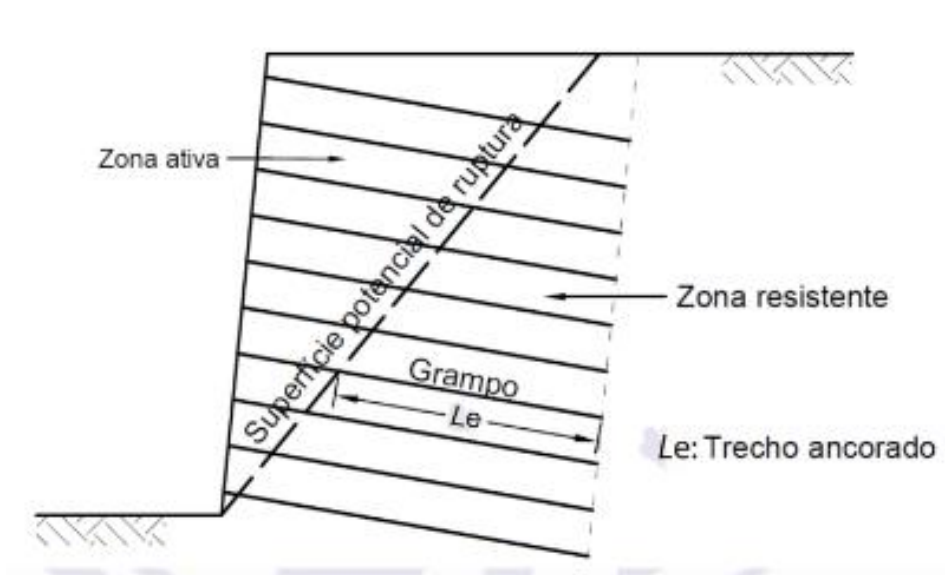 Zona ativa
Superfície potencial de ruptura
Zona resistente
Grampo
Le
Le: Trecho ancorado